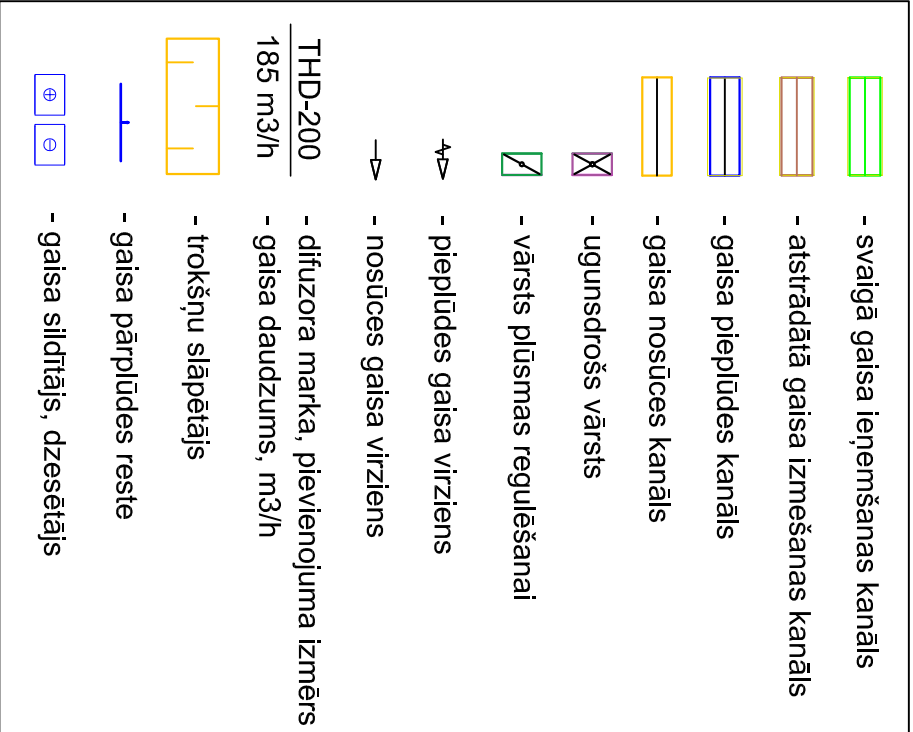 - svaigā gaisa ieņemšanas kanāls
- atstrādātā gaisa izmešanas kanāls
- gaisa pieplūdes kanāls
- gaisa nosūces kanāls
- ugunsdrošs vārsts
- vārsts plūsmas regulēšanai
- pieplūdes gaisa virziens
- nosūces gaisa virziens
THD-200 - difuzora marka, pievienojuma izmērs
185 m3/h - gaisa daudzums, m3/h
- trokšņu slāpētājs
- gaisa pārplūdes reste
- gaisa sildītājs, dzesētājs